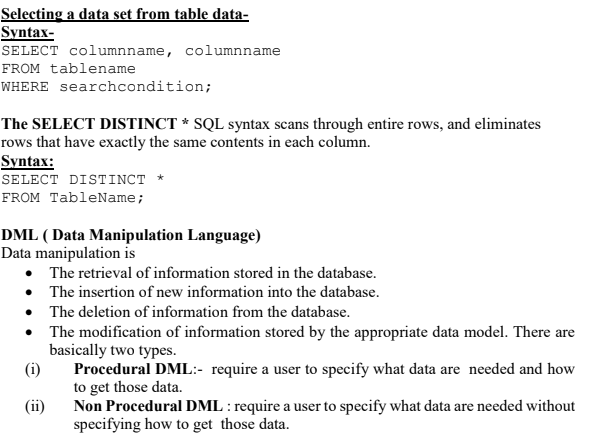 Selecting a data set from table data-
Syntax-
SELECT columnname, columnname
FROM tablename
WHERE searchcondition;
The SELECT DISTINCT * SQL syntax scans through entire rows, and eliminates
rows that have exactly the same contents in each column.
Syntax:
SELECT DISTINCT *
FROM TableName;
DML ( Data Manipulation Language)
Data manipulation is
• The retrieval of information stored in the database.
• The insertion of new information into the database.
• The deletion of information from the database.
• The modification of information stored by the appropriate data model. There are
basically two types.
(i) Procedural DML:- require a user to specify what data are needed and how
to get those data.
(ii) Non Procedural DML : require a user to specify what data are needed without
specifying how to get those data.